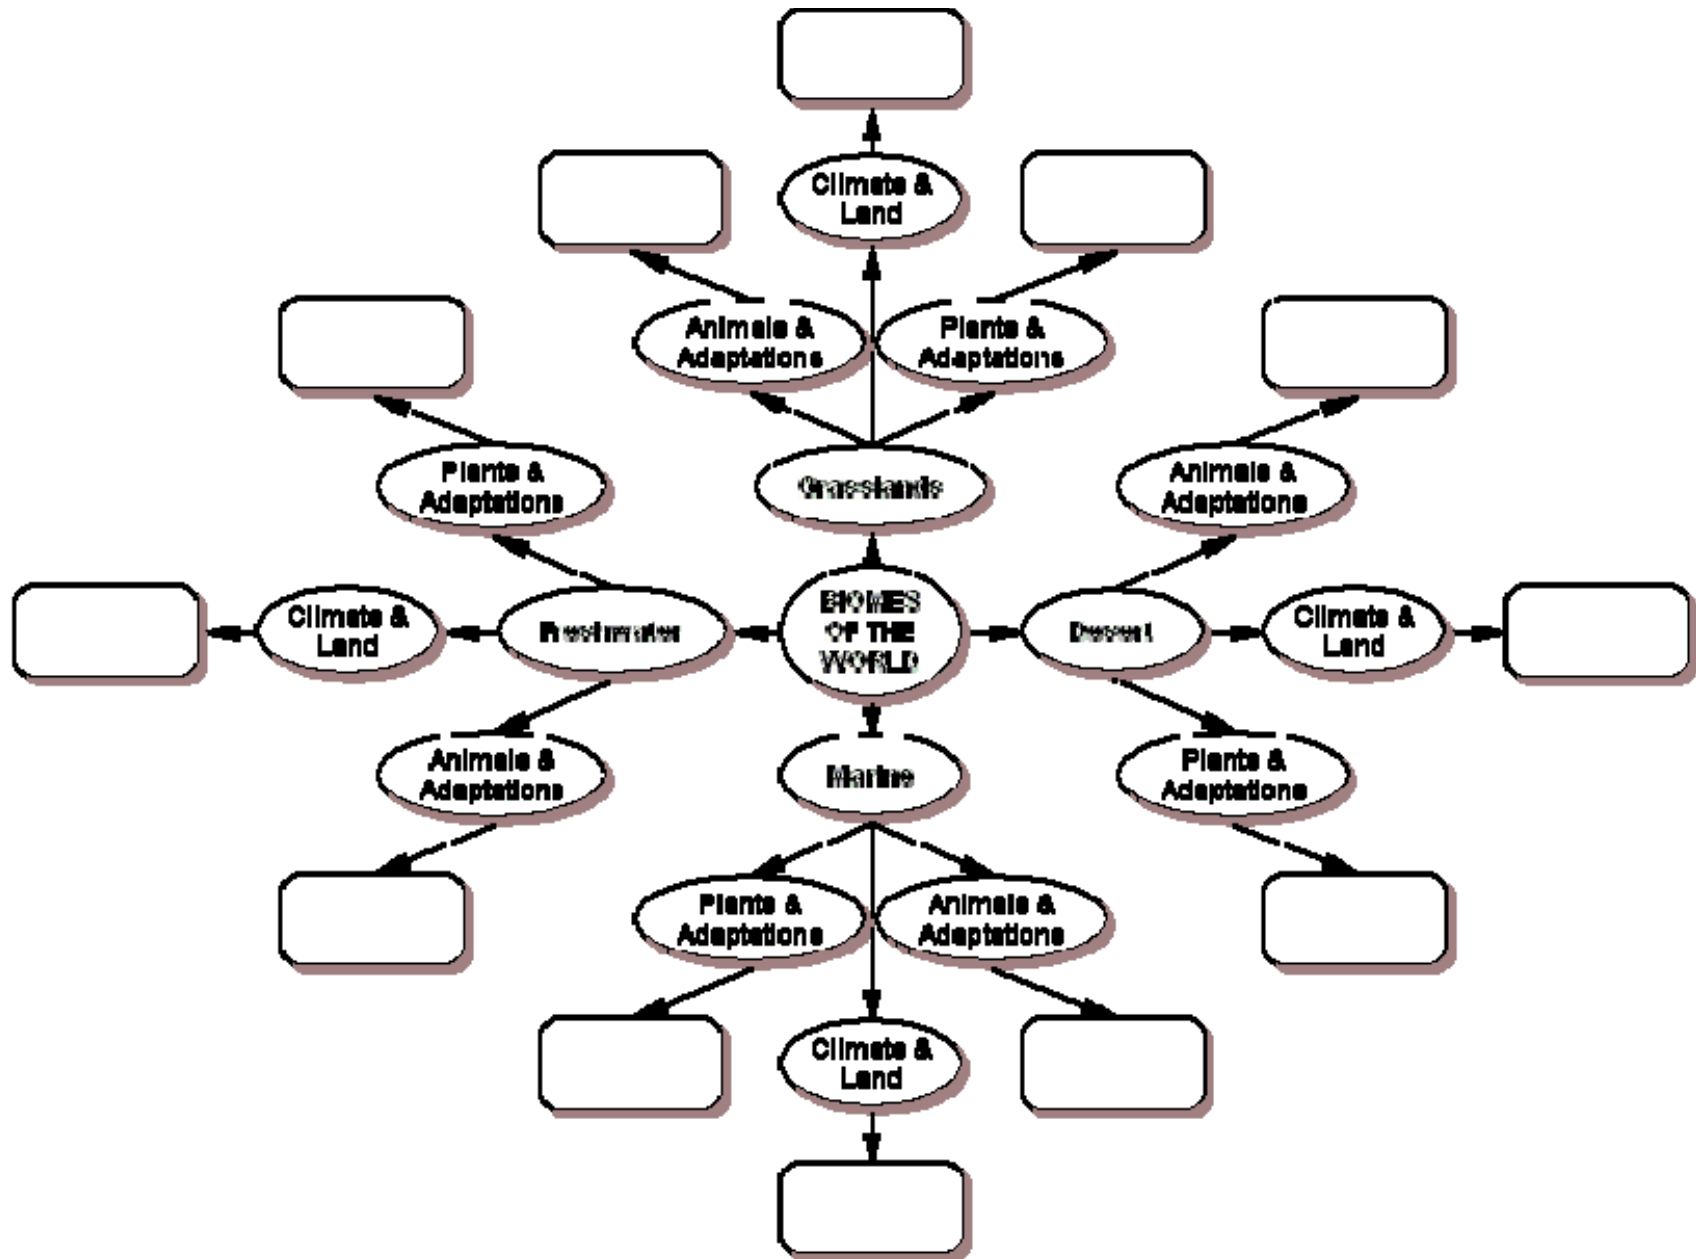 Climate &
Land
Animals &
Adaptations
Plants &
Adaptations
Plants &
Adaptations
Grasslands
Animals &
Adaptations
Climate &
Land
Freshwater
BIOMES
OF THE
WORLD
Desert
Climate &
Land
Animals &
Adaptations
Marine
Plants &
Adaptations
Plants &
Adaptations
Animals &
Adaptations
Climate &
Land